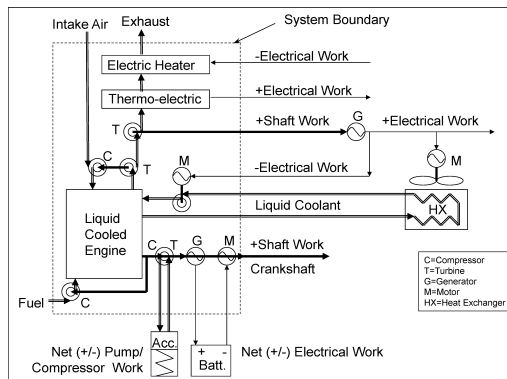 Exhaust
System Boundary
Intake Air
Electric Heater
-Electrical Work
Thermo-electric
+Electrical Work
T
+Shaft Work
G
+Electrical Work
C
T
M
-Electrical Work
M
Liquid
Cooled
Engine
Liquid Coolant
HX
C
T
G
M
+Shaft Work
Crankshaft
C=Compressor
T=Turbine
G=Generator
M=Motor
HX=Heat Exchanger
Fuel
C
Net (+/-) Pump/
Compressor Work
Acc.
+ -
Batt.
Net (+/-) Electrical Work